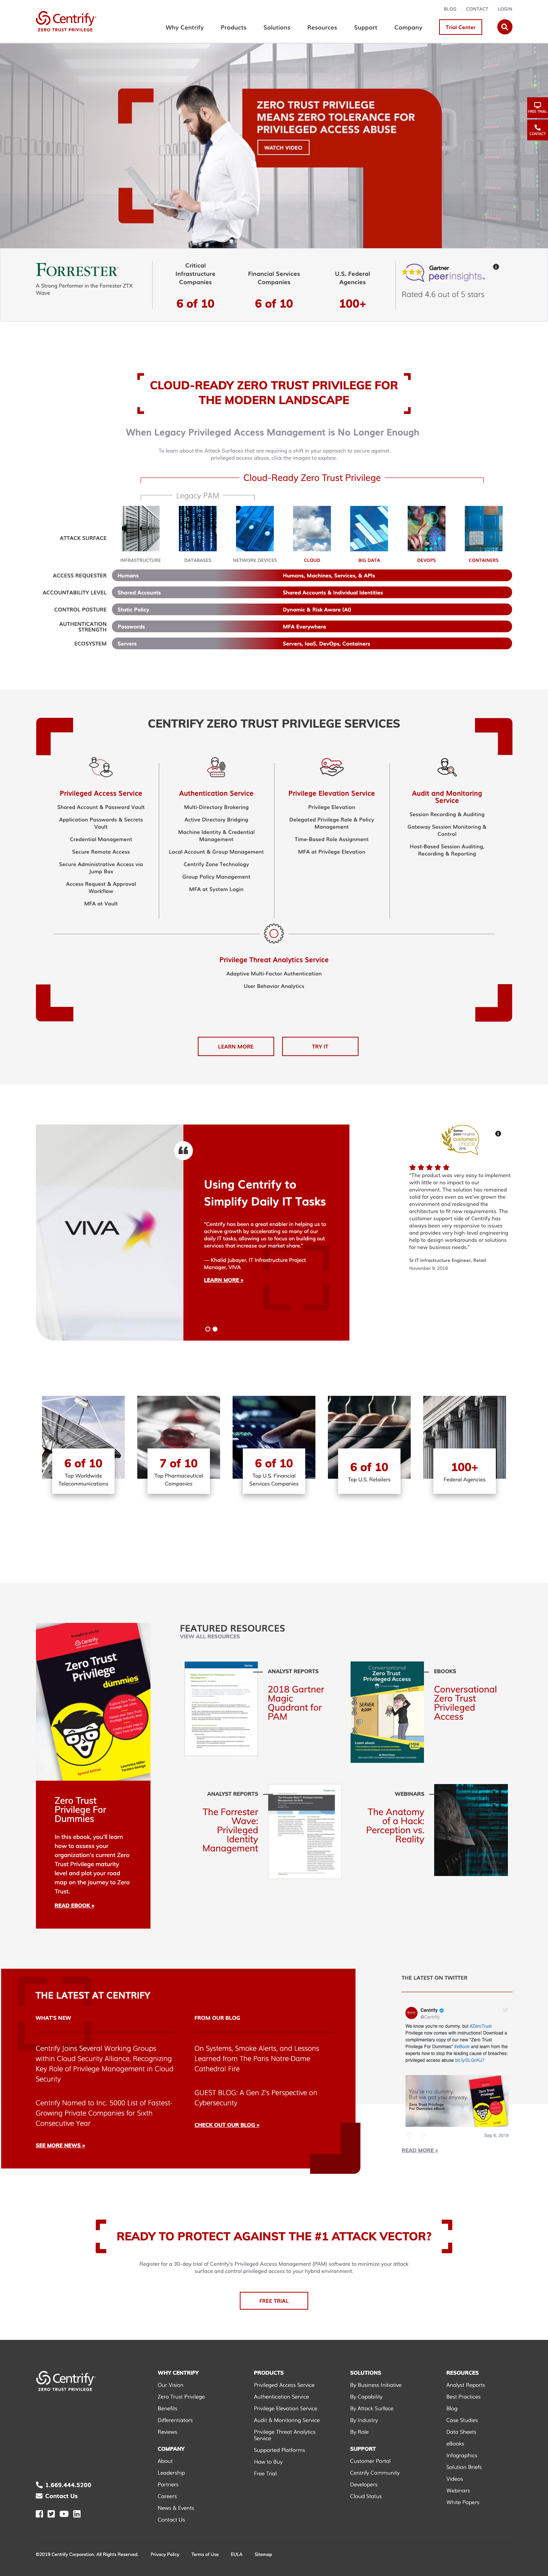 BLOG CONTACT LOGIN
Centrify
ZERO TRUST PRIVILEGE
Why Centrify Products Solutions Resources Support Company Trial Center
ZERO TRUST PRIVILEGE
MEANS ZERO TOLERANCE FOR
PRIVILEGED ACCESS ABUSE
WATCH VIDEO
FREE TRIAL
CONTACT
FORRESTER
A Strong Performer in the Forrester ZTX
Wave
Critical
Infrastructure
Companies
6 of 10
Financial Services
Companies
6 of 10
U.S. Federal
Agencies
100+
Gartner
peerinsights
Rated 4.6 out of 5 stars
CLOUD-READY ZERO TRUST PRIVILEGE FOR
THE MODERN LANDSCAPE
When Legacy Privileged Access Management is No Longer Enough
To learn about the Attack Surfaces that are requiring a shift in your approach to secure against
privileged access abuse, click the images to explore.
Cloud-Ready Zero Trust Privilege
Legacy PAM
ATTACK SURFACE
INFRASTRUCTURE DATABASES NETWORK DEVICES CLOUD BIG DATA DEVOPS CONTAINERS
ACCESS REQUESTER Humans Humans, Machines, Services, & APIs
ACCOUNTABILITY LEVEL Shared Accounts Shared Accounts & Individual Identities
CONTROL POSTURE Static Policy Dynamic & Risk Aware (AI)
AUTHENTICATION
STRENGTH Passwords MFA Everywhere
ECOSYSTEM Servers Servers, IaaS, DevOps, Containers
CENTRIFY ZERO TRUST PRIVILEGE SERVICES
Privileged Access Service
Shared Account & Password Vault
Application Passwords & Secrets
Vault
Credential Management
Secure Remote Access
Secure Administrative Access via
Jump Box
Access Request & Approval
Workflow
MFA at Vault
Authentication Service
Multi-Directory Brokering
Active Directory Bridging
Machine Identity & Credential
Management
Local Account & Group Management
Centrify Zone Technology
Group Policy Management
MFA at System Login
Privilege Elevation Service
Privilege Elevation
Delegated Privilege Role & Policy
Management
Time-Based Role Assignment
MFA at Privilege Elevation
Audit and Monitoring
Service
Session Recording & Auditing
Gateway Session Monitoring &
Control
Host-Based Session Auditing,
Recording & Reporting
Privilege Threat Analytics Service
Adaptive Multi-Factor Authentication
User Behavior Analytics
LEARN MORE
TRY IT
VIVA
Using Centrify to
Simplify Daily IT Tasks
"Centrify has been a great enabler in helping us to
achieve growth by accelerating so many of our
daily IT tasks, allowing us to focus on building out
services that increase our market share."
— Khalid Jubayer, IT Infrastructure Project
Manager, VIVA
LEARN MORE »
"The product was very easy to implement
with little or no impact to our
environment. The solution has remained
solid for years even as we've grown the
environment and redesigned the
architecture to fit new requirements. The
customer support side of Centrify has
always been very responsive to issues
and provides very high-level engineering
help to design workarounds or solutions
for new business needs."
Sr IT Infrastructure Engineer, Retail
November 9, 2018
6 of 10
Top Worldwide
Telecommunications
7 of 10
Top Pharmaceutical
Companies
6 of 10
Top U.S. Financial
Services Companies
6 of 10
Top U.S. Retailers
100+
Federal Agencies
FEATURED RESOURCES
VIEW ALL RESOURCES
Centrify
Zero Trust
Privilege
dummies
Zero Trust
Privilege For
Dummies
In this ebook, you'll learn
how to assess your
organization's current Zero
Trust Privilege maturity
level and plot your road
map on the journey to Zero
Trust.
READ EBOOK »
ANALYST REPORTS
2018 Gartner
Magic
Quadrant for
PAM
Conversational
Zero Trust
Privileged Access
SERVER
ROOM
EBOOKS
Conversational
Zero Trust
Privileged
Access
ANALYST REPORTS
The Forrester
Wave:
Privileged
Identity
Management
WEBINARS
The Anatomy
of a Hack:
Perception vs.
Reality
THE LATEST AT CENTRIFY
WHAT'S NEW
Centrify Joins Several Working Groups
within Cloud Security Alliance, Recognizing
Key Role of Privilege Management in Cloud
Security
Centrify Named to Inc. 5000 List of Fastest-
Growing Private Companies for Sixth
Consecutive Year
SEE MORE NEWS »
FROM OUR BLOG
On Systems, Smoke Alerts, and Lessons
Learned from The Paris Notre-Dame
Cathedral Fire
GUEST BLOG: A Gen Z's Perspective on
Cybersecurity
CHECK OUT OUR BLOG »
THE LATEST ON TWITTER
Centrify
@Centrify
We know you're no dummy, but #ZeroTrust
Privilege now comes with instructions! Download a
complimentary copy of our new "Zero Trust
Privilege For Dummies" #eBook and learn from the
experts how to stop the leading cause of breaches:
privileged access abuse
You're no dummy.
But we got you anyway.
Zero Trust Privilege
For Dummies eBook
Sep 6, 2019
READ MORE »
READY TO PROTECT AGAINST THE #1 ATTACK VECTOR?
Register for a 30-day trial of Centrify's Privileged Access Management (PAM) software to minimize your attack
surface and control privileged access to your hybrid environment.
FREE TRIAL
Centrify
ZERO TRUST PRIVILEGE
1.669.444.5200
Contact Us
WHY CENTRIFY
Our Vision
Zero Trust Privilege
Benefits
Differentiators
Reviews
COMPANY
About
Leadership
Partners
Careers
News & Events
Contact Us
PRODUCTS
Privileged Access Service
Authentication Service
Privilege Elevation Service
Audit & Monitoring Service
Privilege Threat Analytics
Service
Supported Platforms
How to Buy
Free Trial
SOLUTIONS
By Business Initiative
By Capability
By Attack Surface
By Industry
By Role
SUPPORT
Customer Portal
Centrify Community
Developers
Cloud Status
RESOURCES
Analyst Reports
Best Practices
Blog
Case Studies
Data Sheets
eBooks
Infographics
Solution Briefs
Videos
Webinars
White Papers
©2019 Centrify Corporation. All Rights Reserved. Privacy Policy Terms of Use EULA Sitemap